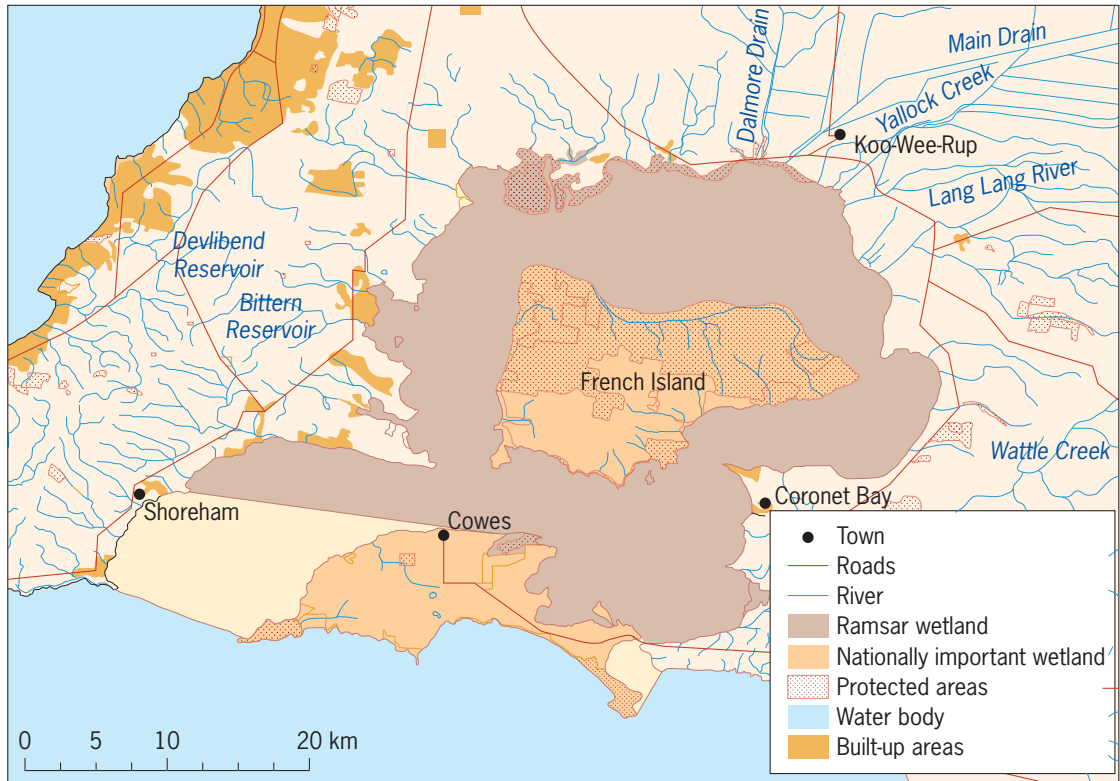 Main Drain
Dalmore Drain
Yallock Creek
Koo-Wee-Rup
Lang Lang River
Devlibend
Reservoir
Bittern
Reservoir
French Island
Wattle Creek
Shoreham
Coronet Bay
Cowes
Town
Roads
River
Ramsar wetland
Nationally important wetland
Protected areas
Water body
Built-up areas
0 5 10 20 km